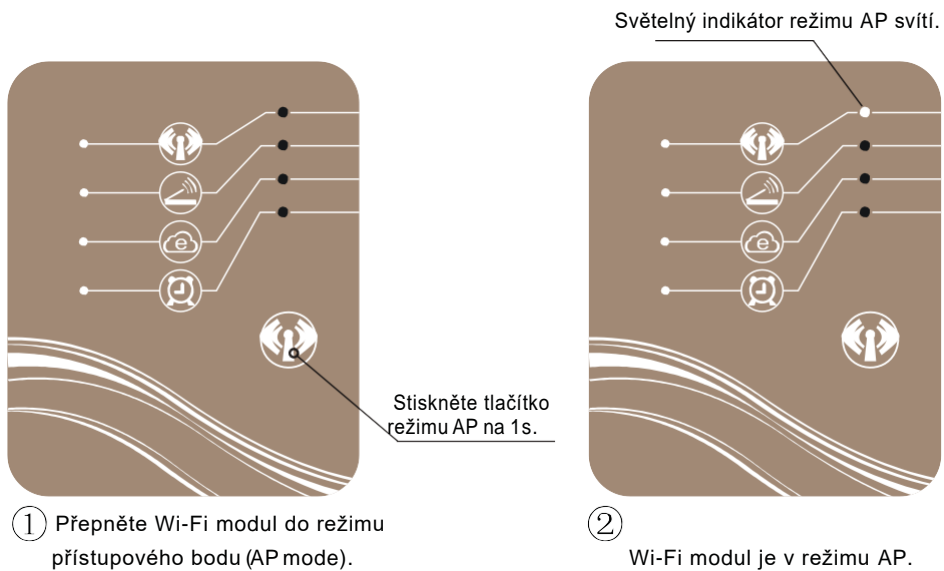 Světelný indikátor režimu AP svítí.
Stiskněte tlačítko
režimu AP na 1s.
① Přepněte Wi-Fi modul do režimu
přístupového bodu (AP mode).
②
Wi-Fi modul je v režimu AP.